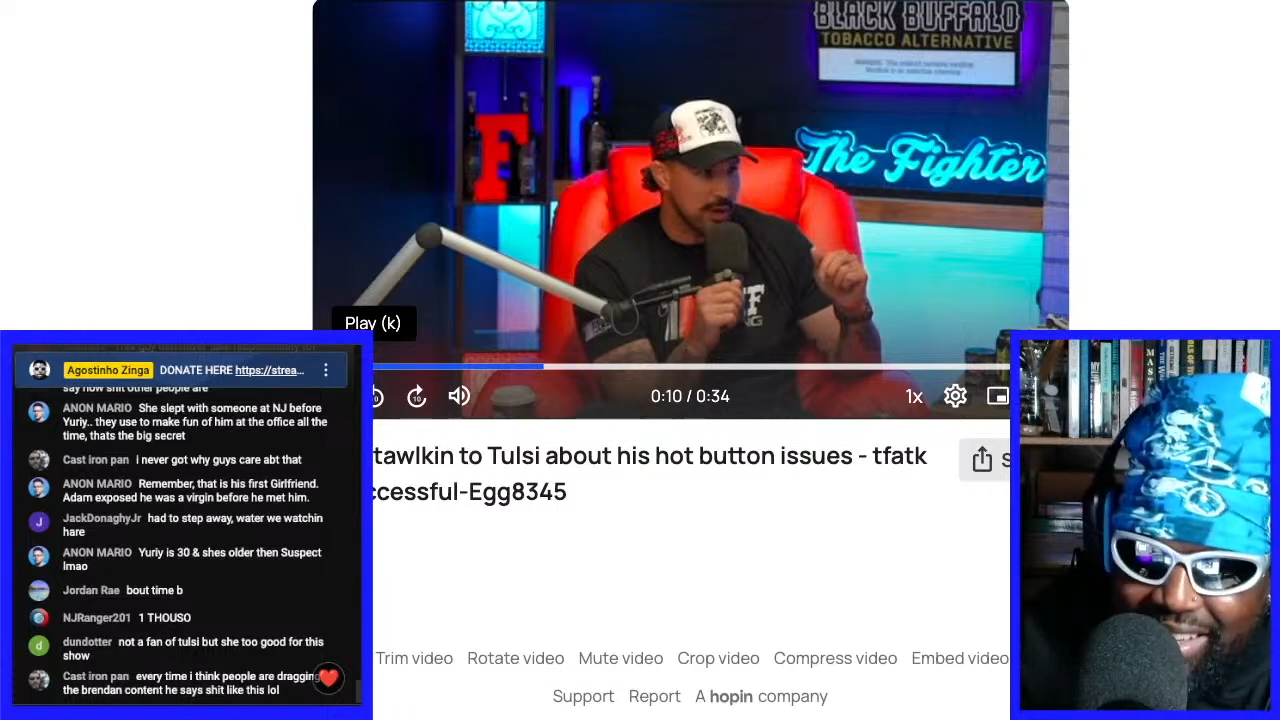 BLACK BUFFALO
TOBACCO ALTERNATIVE
F
The Fighter
Play (k)
0:10 / 0:34
1x
tawlkin to Tulsi about his hot button issues - tfatk
ccessful-Egg8345
S
Trim video Rotate video Mute video Crop video Compress video Embed video
Support Report A hopin company
Agostinho Zinga DONATE HERE https://strea...
say how shit other people are
ANON MARIO She slept with someone at NJ before
Yuriy.. they use to make fun of him at the office all the
time, thats the big secret
Cast iron pan i never got why guys care abt that
ANON MARIO Remember, that is his first Girlfriend.
Adam exposed he was a virgin before he met him.
J
JackDonaghyJr had to step away, water we watchin
hare
ANON MARIO Yuriy is 30 & shes older then Suspect
lmao
Jordan Rae bout time b
NJRanger201 1 THOUSO
d
dundotter not a fan of tulsi but she too good for this
show
Cast iron pan every time i think people are dragging
the brendan content he says shit like this lol